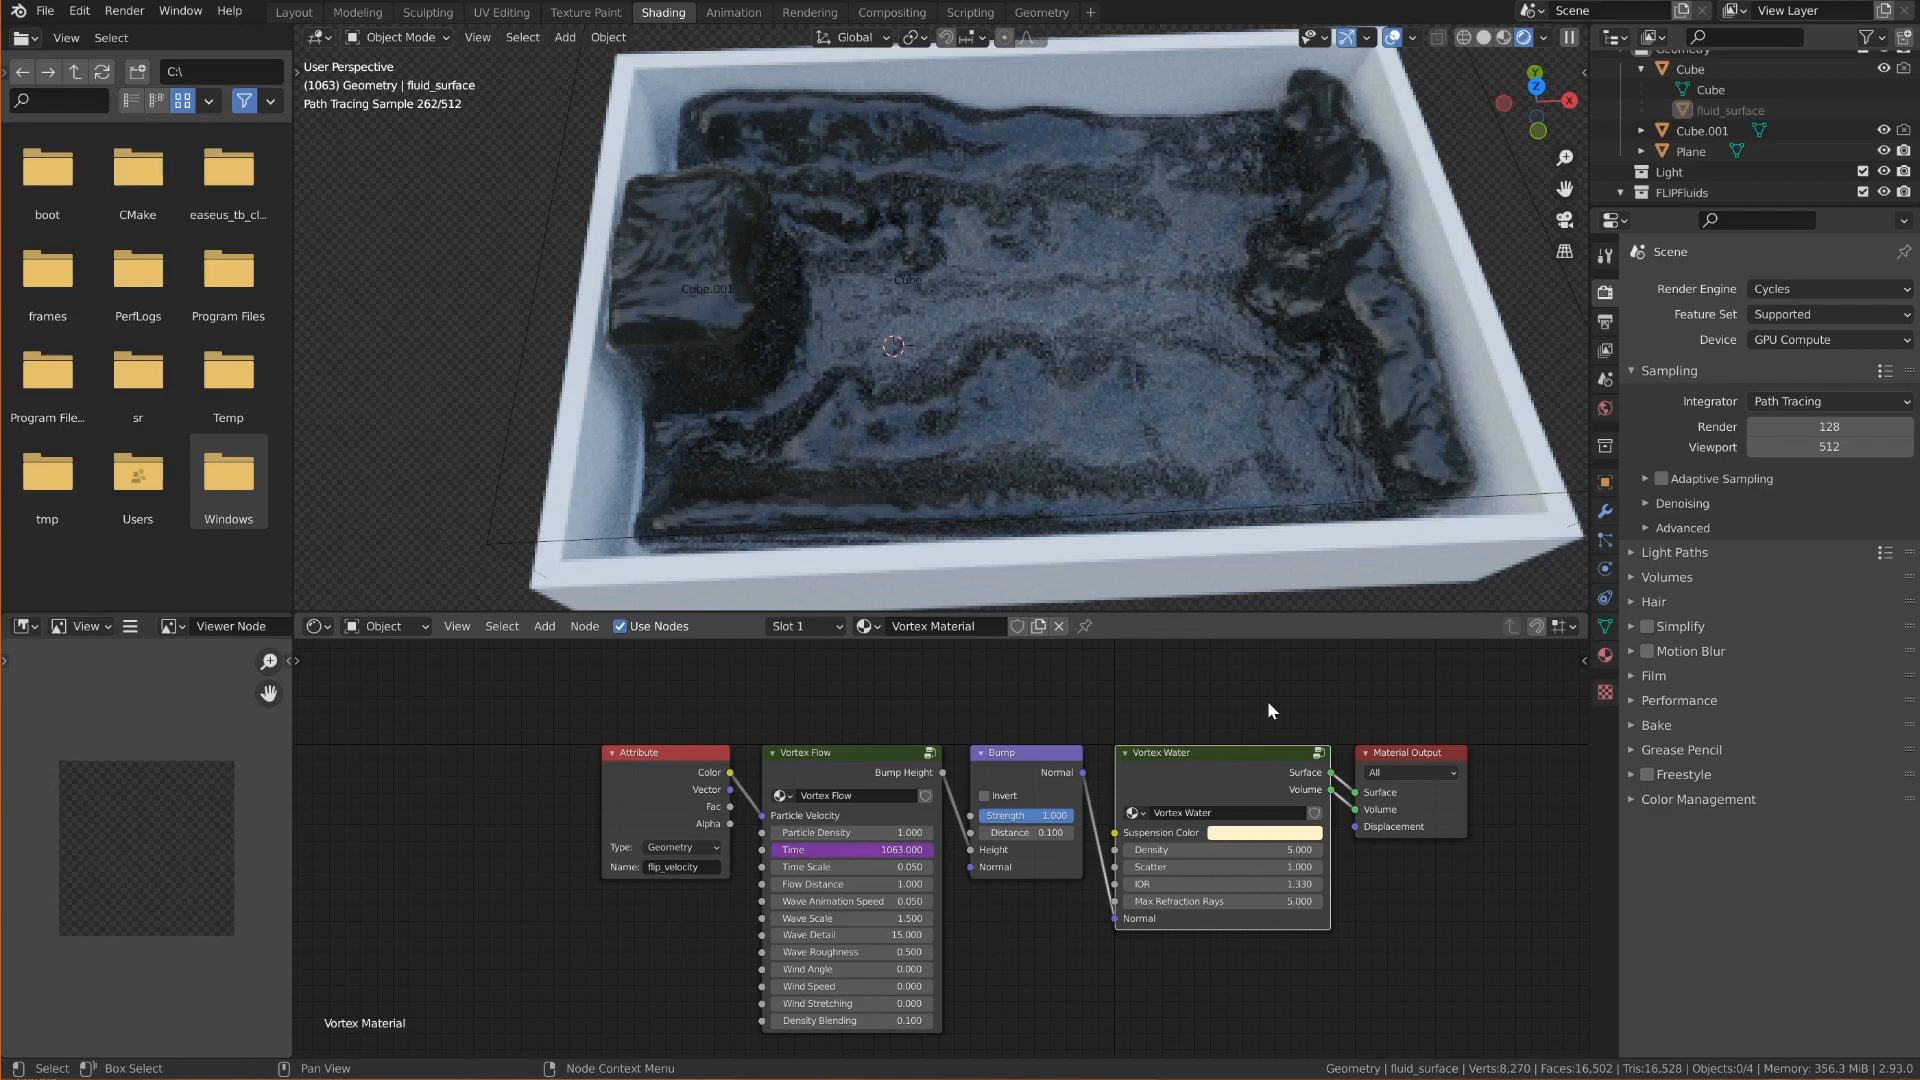 File Edit Render Window Help Layout Modeling Sculpting UV Editing Texture Paint Shading Animation Rendering Compositing Scripting Geometry + Scene View Layer
View Select
Object Mode View Select Add Object Global
C:\
User Perspective
(1063) Geometry | fluid_surface
Path Tracing Sample 262/512
boot CMake easeus_tb_cl...
frames PerfLogs Program Files
Program File... sr Temp
tmp Users Windows
Cube.001
Cube
Y
Z
X
Cube
Cube
fluid_surface
Cube.001
Plane
Light
FLIPFluids
Scene
Render Engine Cycles
Feature Set Supported
Device GPU Compute
Sampling
Integrator Path Tracing
Render 128
Viewport 512
Adaptive Sampling
Denoising
Advanced
Light Paths
Volumes
Hair
Simplify
Motion Blur
Film
Performance
Bake
Grease Pencil
Freestyle
Color Management
View Viewer Node
Object View Select Add Node Use Nodes Slot 1 Vortex Material
Attribute
Color
Vector
Fac
Alpha
Type: Geometry
Name: flip_velocity
Vortex Flow
Bump Height
Vortex Flow
Particle Velocity
Particle Density 1.000
Time 1063.000
Time Scale 0.050
Flow Distance 1.000
Wave Animation Speed 0.050
Wave Scale 1.500
Wave Detail 15.000
Wave Roughness 0.500
Wind Angle 0.000
Wind Speed 0.000
Wind Stretching 0.000
Density Blending 0.100
Bump
Normal
Invert
Strength 1.000
Distance 0.100
Height
Normal
Vortex Water
Surface
Volume
Vortex Water
Suspension Color
Density 5.000
Scatter 1.000
IOR 1.330
Max Refraction Rays 5.000
Normal
Material Output
All
Surface
Volume
Displacement
Vortex Material
Select Box Select Pan View Node Context Menu Geometry | fluid_surface | Verts:8,270 | Faces:16,502 | Tris:16,528 | Objects:0/4 | Memory: 356.3 MiB | 2.93.0